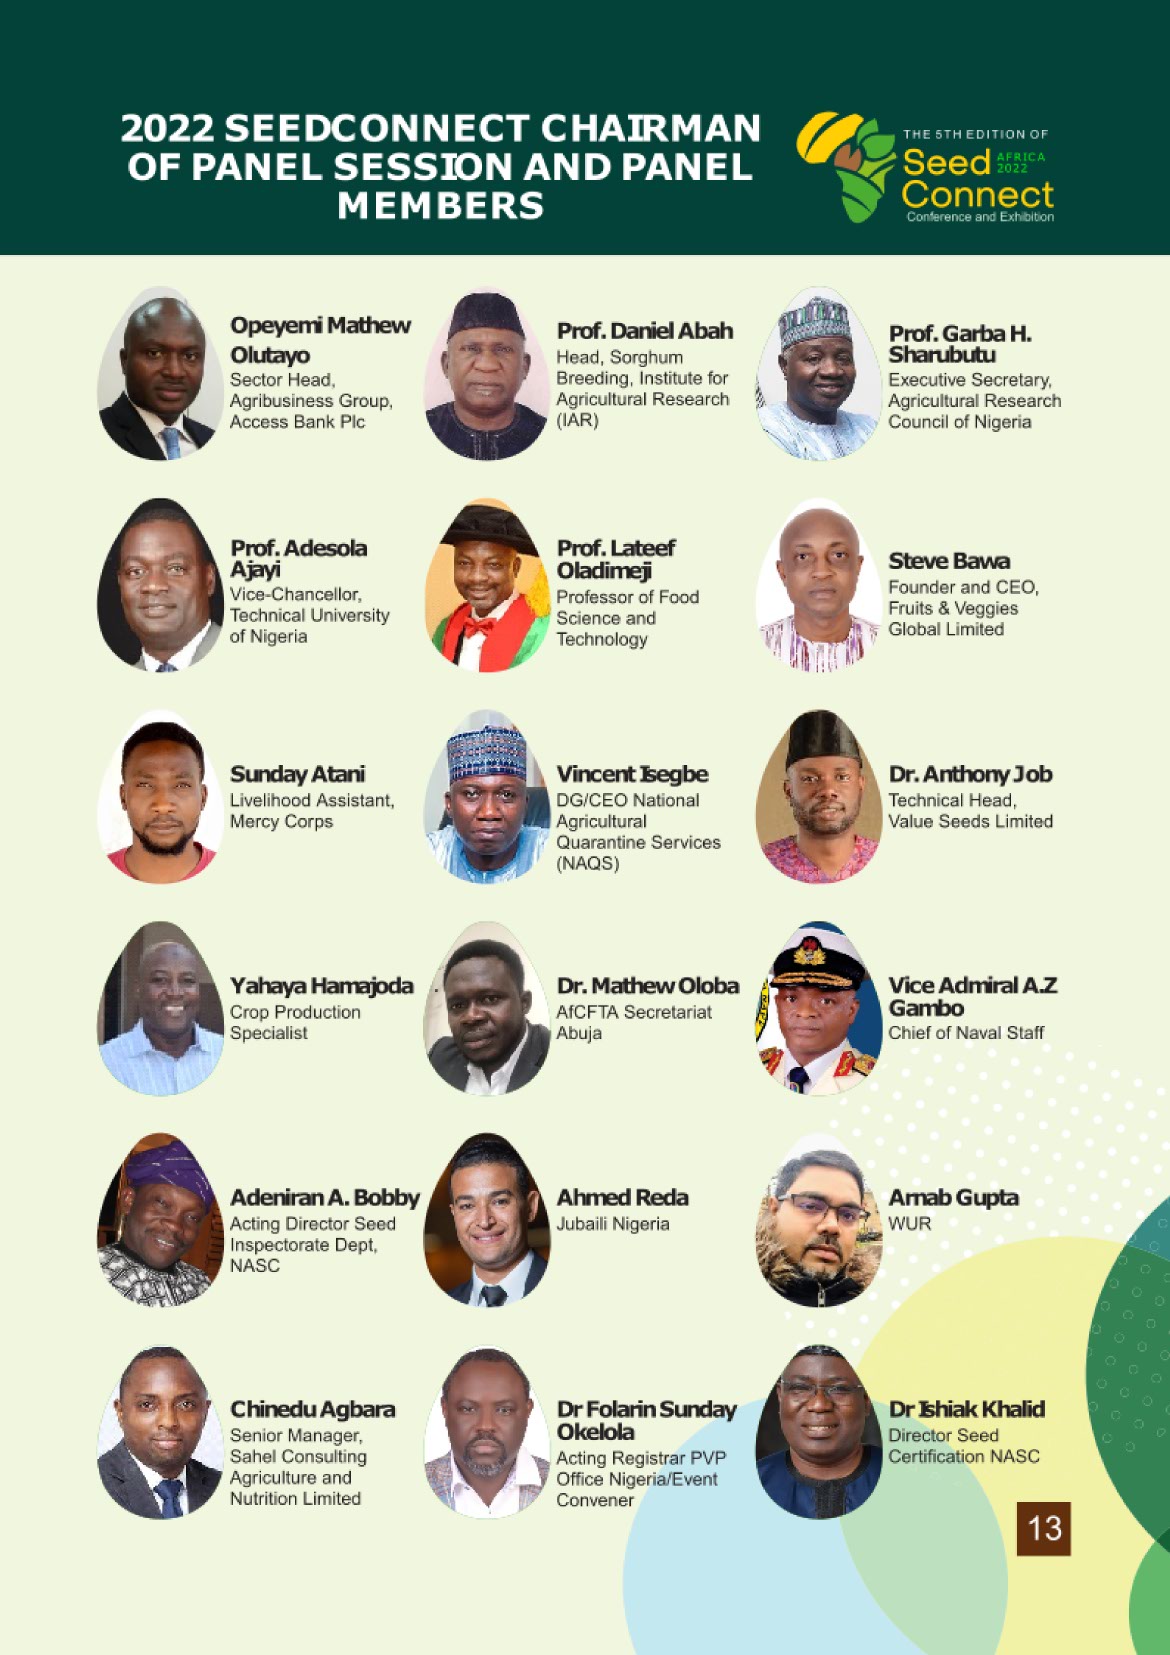 2022 SEEDCONNECT CHAIRMAN
OF PANEL SESSION AND PANEL
MEMBERS
THE 5TH EDITION OF
Seed AFRICA
2022
Connect
Conference and Exhibition
Opeyemi Mathew
Olutayo
Sector Head,
Agribusiness Group,
Access Bank Plc
Prof. Daniel Abah
Head, Sorghum
Breeding, Institute for
Agricultural Research
(IAR)
Prof. Garba H.
Sharubutu
Executive Secretary,
Agricultural Research
Council of Nigeria
Prof. Adesola
Ajayi
Vice-Chancellor,
Technical University
of Nigeria
Prof. Lateef
Oladimeji
Professor of Food
Science and
Technology
Steve Bawa
Founder and CEO,
Fruits & Veggies
Global Limited
Sunday Atani
Livelihood Assistant,
Mercy Corps
Vincent Isegbe
DG/CEO National
Agricultural
Quarantine Services
(NAQS)
Dr. Anthony Job
Technical Head,
Value Seeds Limited
Yahaya Hamajoda
Crop Production
Specialist
Dr. Mathew Oloba
AfCFTA Secretariat
Abuja
Vice Admiral A.Z
Gambo
Chief of Naval Staff
Adeniran A. Bobby
Acting Director Seed
Inspectorate Dept,
NASC
Ahmed Reda
Jubaili Nigeria
Arnab Gupta
WUR
Chinedu Agbara
Senior Manager,
Sahel Consulting
Agriculture and
Nutrition Limited
Dr Folarin Sunday
Okelola
Acting Registrar PVP
Office Nigeria/Event
Convener
Dr Ishiak Khalid
Director Seed
Certification NASC
13